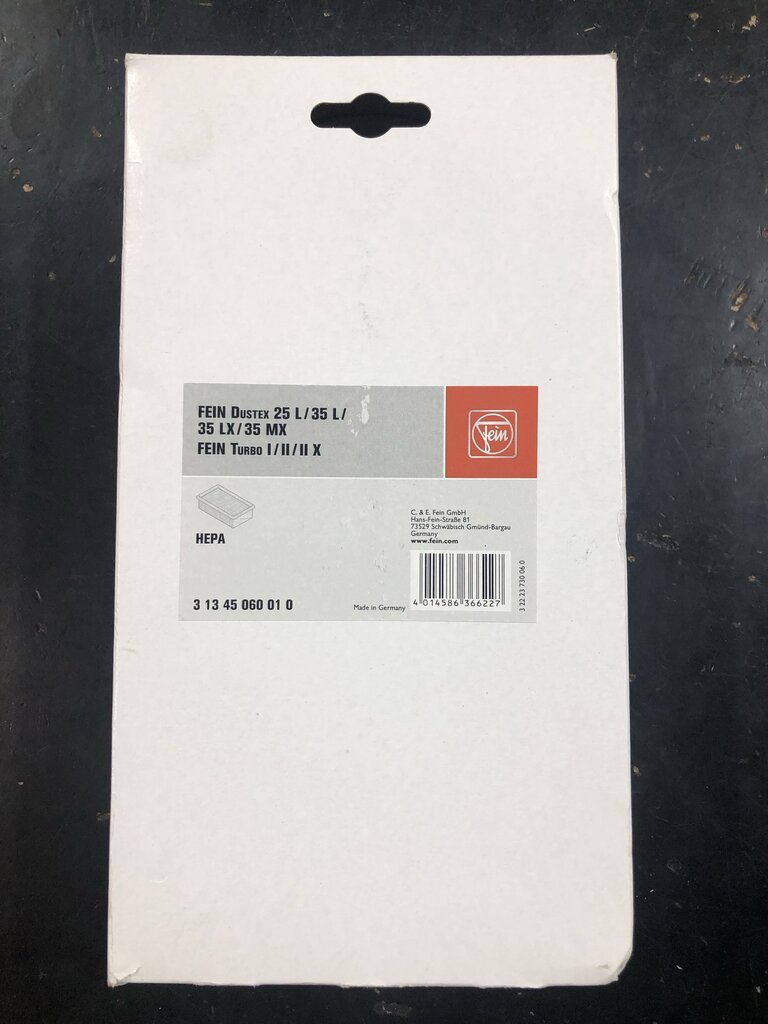 FEIN DUSTEX 25 L/35 L/
35 LX/35 MX
FEIN TURBO I/II/II X
Fein
HEPA
C. & E. Fein GmbH
Hans-Fein-Straße 81
73529 Schwäbisch Gmünd-Bargau
Germany
www.fein.com
3 13 45 060 01 0
Made in Germany
4 014586 366227
3 22 23 730 06 0